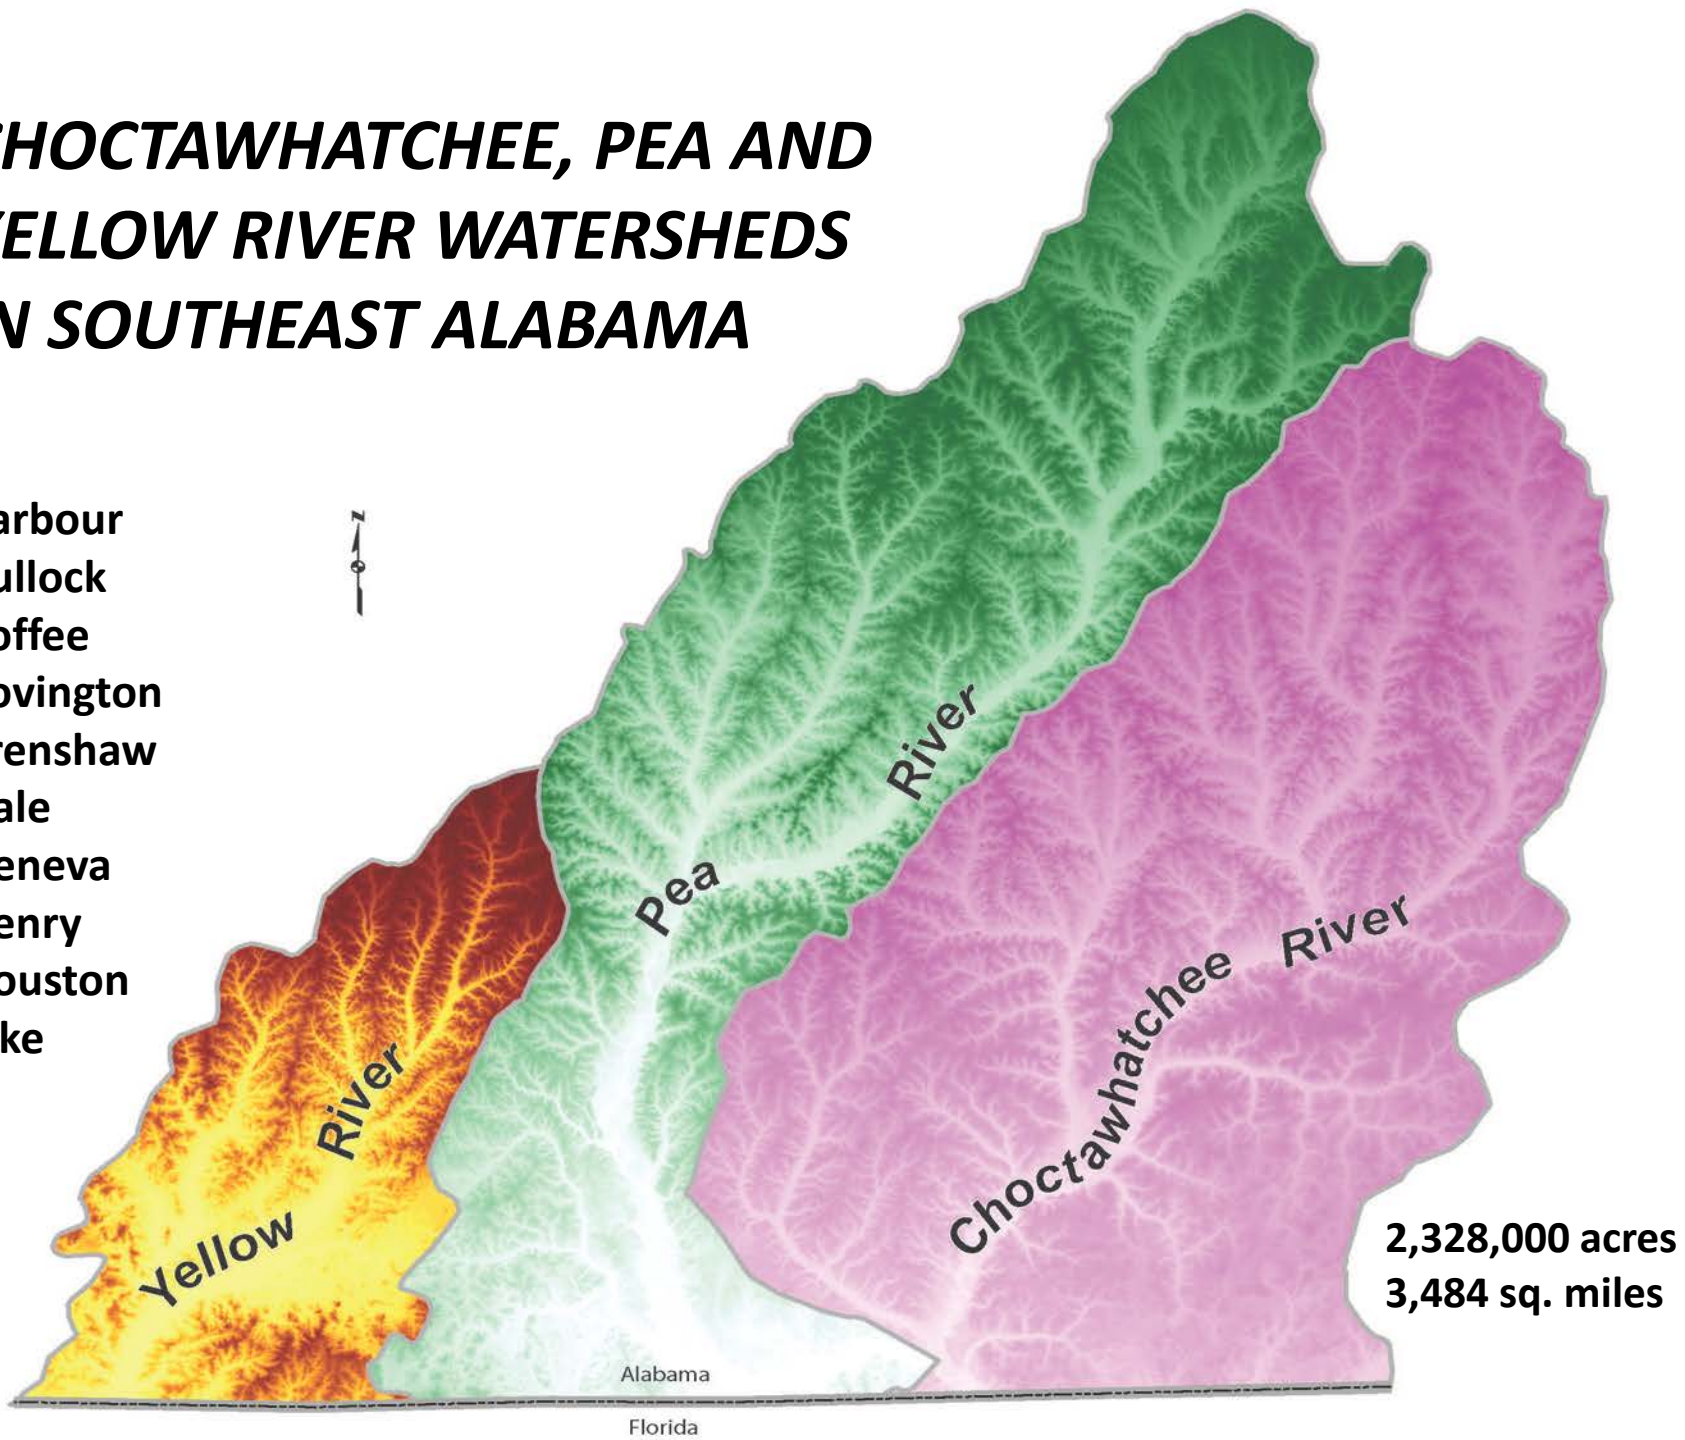 HOCTAWHATCHEE, PEA AND
YELLOW RIVER WATERSHEDS
N SOUTHEAST ALABAMA
arbour
ullock
offee
ovington
renshaw
ale
eneva
enry
ouston
ke
N
Pea River
Choctawhatchee River
Yellow River
2,328,000 acres
3,484 sq. miles
Alabama
Florida